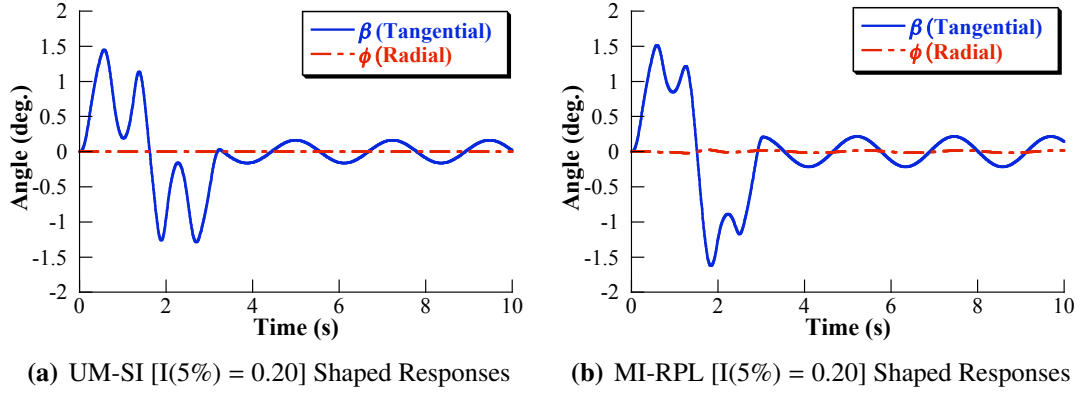 2
1.5
1
0.5
0
-0.5
-1
-1.5
-2
Angle (deg.)
0 2 4 6 8 10
Time (s)
β (Tangential)
ϕ (Radial)
(a) UM-SI [I(5%) = 0.20] Shaped Responses
2
1.5
1
0.5
0
-0.5
-1
-1.5
-2
Angle (deg.)
0 2 4 6 8 10
Time (s)
β (Tangential)
ϕ (Radial)
(b) MI-RPL [I(5%) = 0.20] Shaped Responses